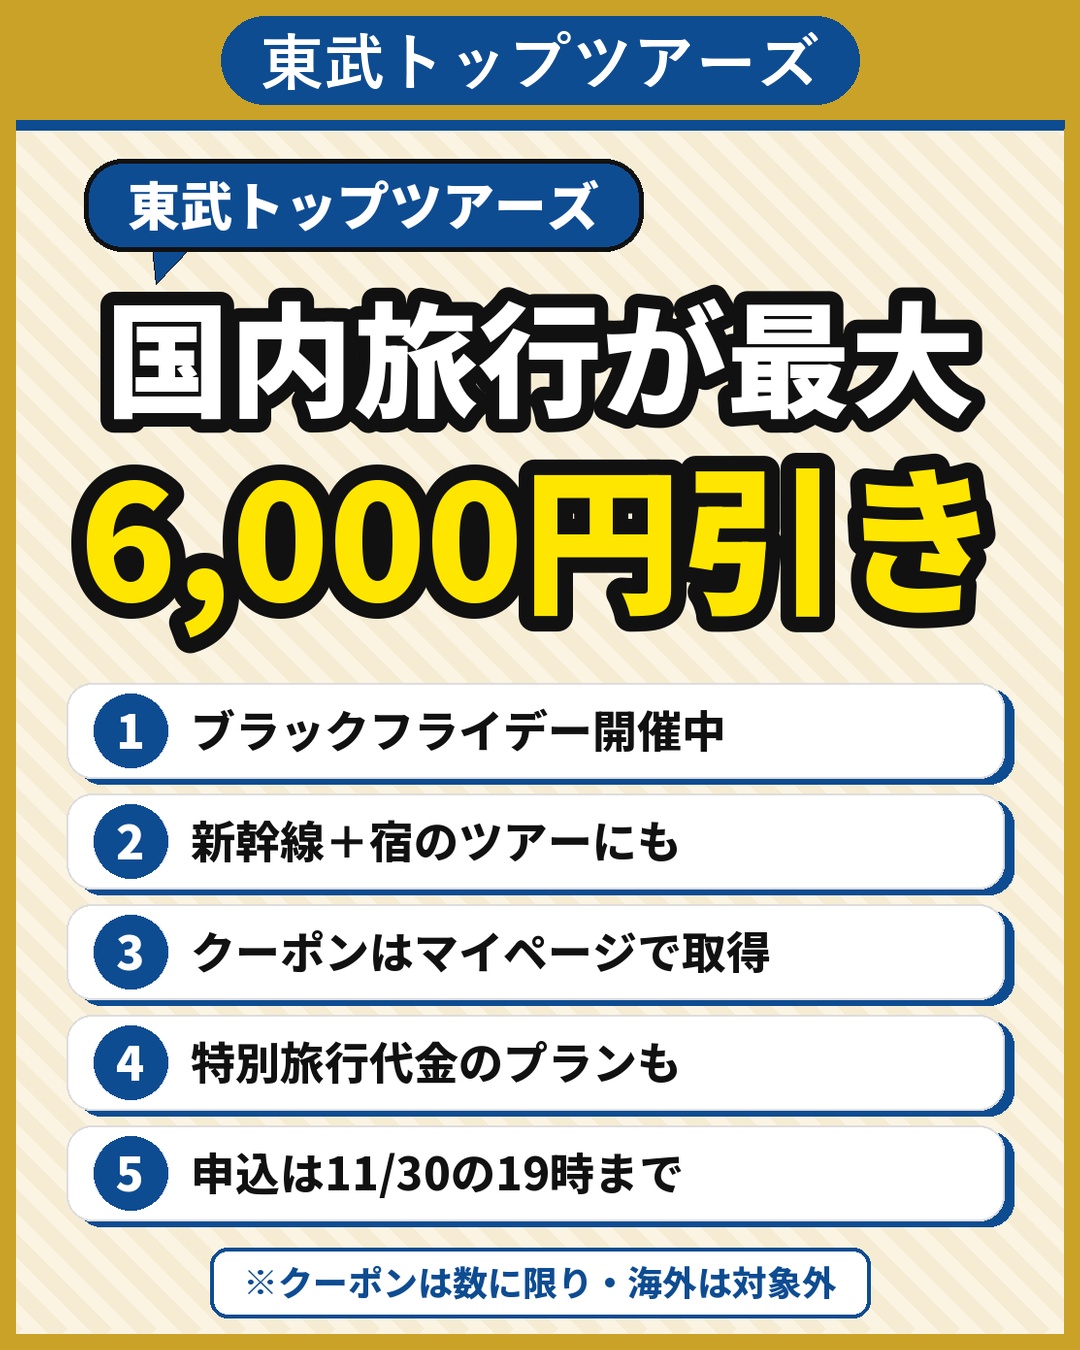 東武トップツアーズ
東武トップツアーズ
国内旅行が最大
6,000円引き
1 ブラックフライデー開催中
2 新幹線＋宿のツアーにも
3 クーポンはマイページで取得
4 特別旅行代金のプランも
5 申込は11/30の19時まで
※クーポンは数に限り・海外は対象外